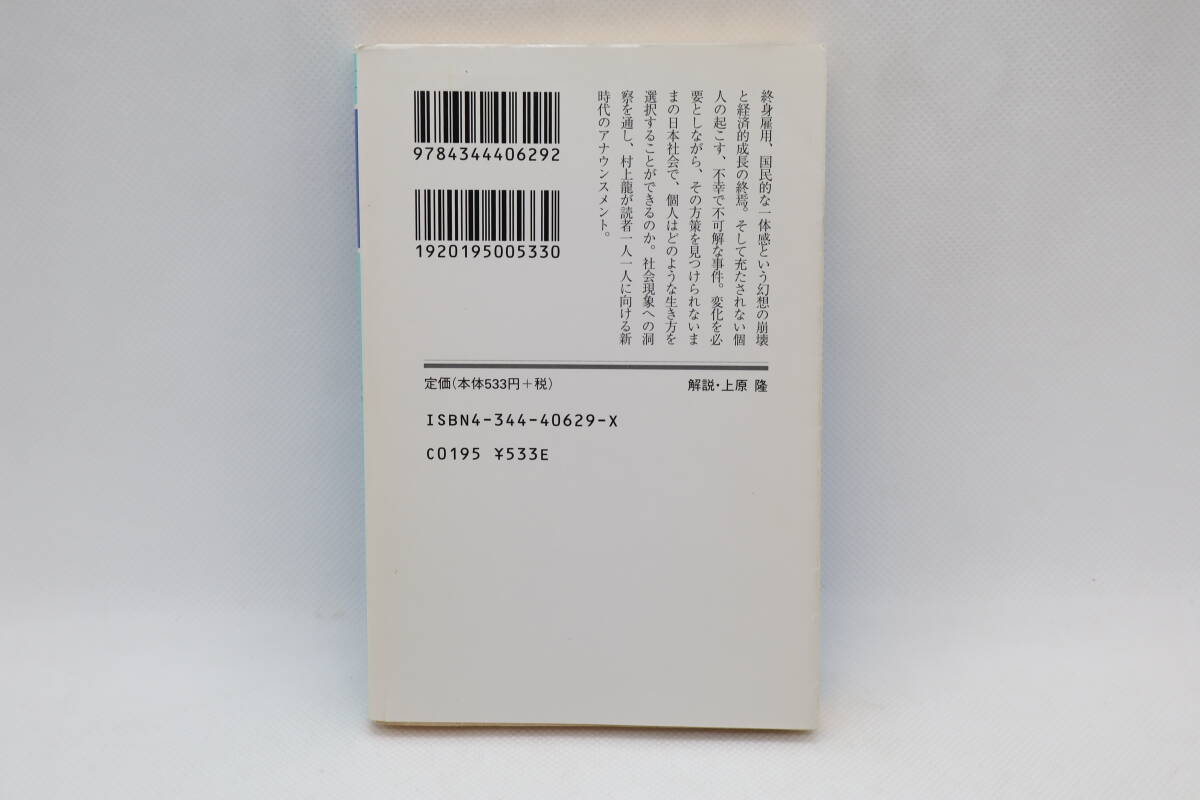 終身雇用、国民的な一体感という幻想の崩壊
と経済的成長の終焉。そして充たされない個
人の起こす、不幸で不可解な事件。変化を必
要としながら、その方策を見つけられないま
まの日本社会で、個人はどのような生き方を
選択することができるのか。社会現象への洞
察を通し、村上龍が読者一人一人に向ける新
時代のアナウンスメント。
9784344406292
1920195005330
定価(本体533円+税)
解説・上原 隆
ISBN4-344-40629-X
C0195 ¥533E